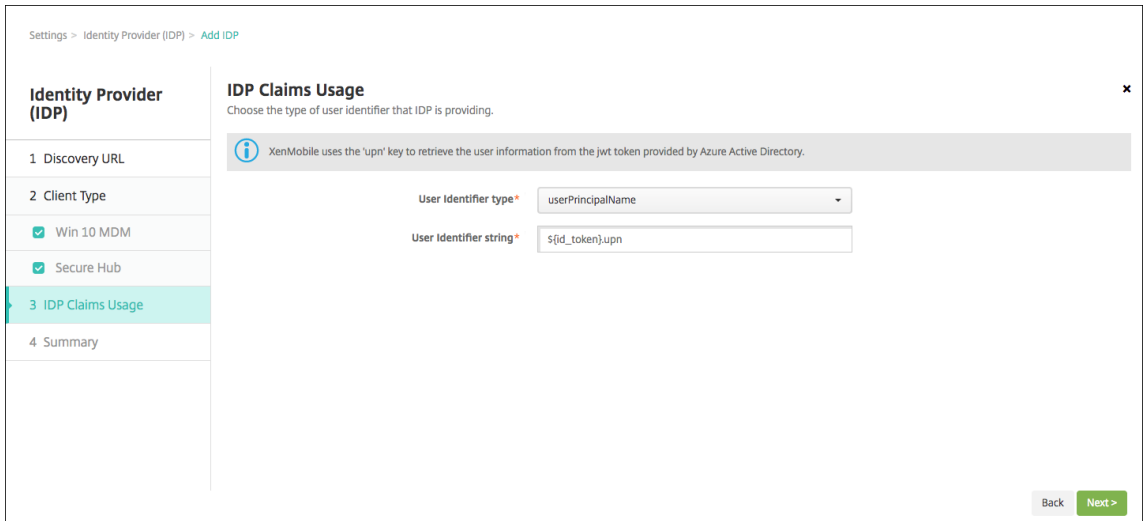 Settings > Identity Provider (IDP) > Add IDP
Identity Provider
(IDP)
1 Discovery URL
2 Client Type
Win 10 MDM
Secure Hub
3 IDP Claims Usage
4 Summary
IDP Claims Usage
Choose the type of user identifier that IDP is providing.
XenMobile uses the 'upn' key to retrieve the user information from the jwt token provided by Azure Active Directory.
User Identifier type* userPrincipalName
User Identifier string* ${id_token}.upn
Back Next >